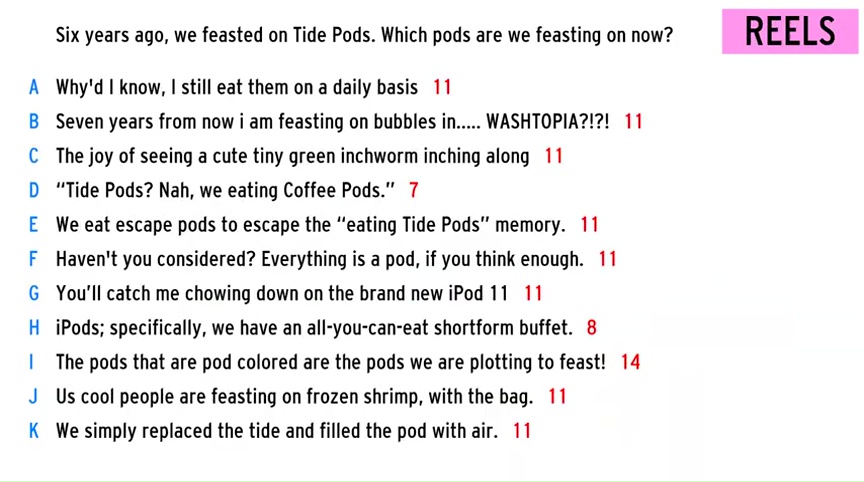 Six years ago, we feasted on Tide Pods. Which pods are we feasting on now?
REELS
A Why'd I know, I still eat them on a daily basis 11
B Seven years from now i am feasting on bubbles in..... WASHTOPIA?!?! 11
C The joy of seeing a cute tiny green inchworm inching along 11
D “Tide Pods? Nah, we eating Coffee Pods.” 7
E We eat escape pods to escape the “eating Tide Pods” memory. 11
F Haven't you considered? Everything is a pod, if you think enough. 11
G You’ll catch me chowing down on the brand new iPod 11 11
H iPods; specifically, we have an all-you-can-eat shortform buffet. 8
I The pods that are pod colored are the pods we are plotting to feast! 14
J Us cool people are feasting on frozen shrimp, with the bag. 11
K We simply replaced the tide and filled the pod with air. 11